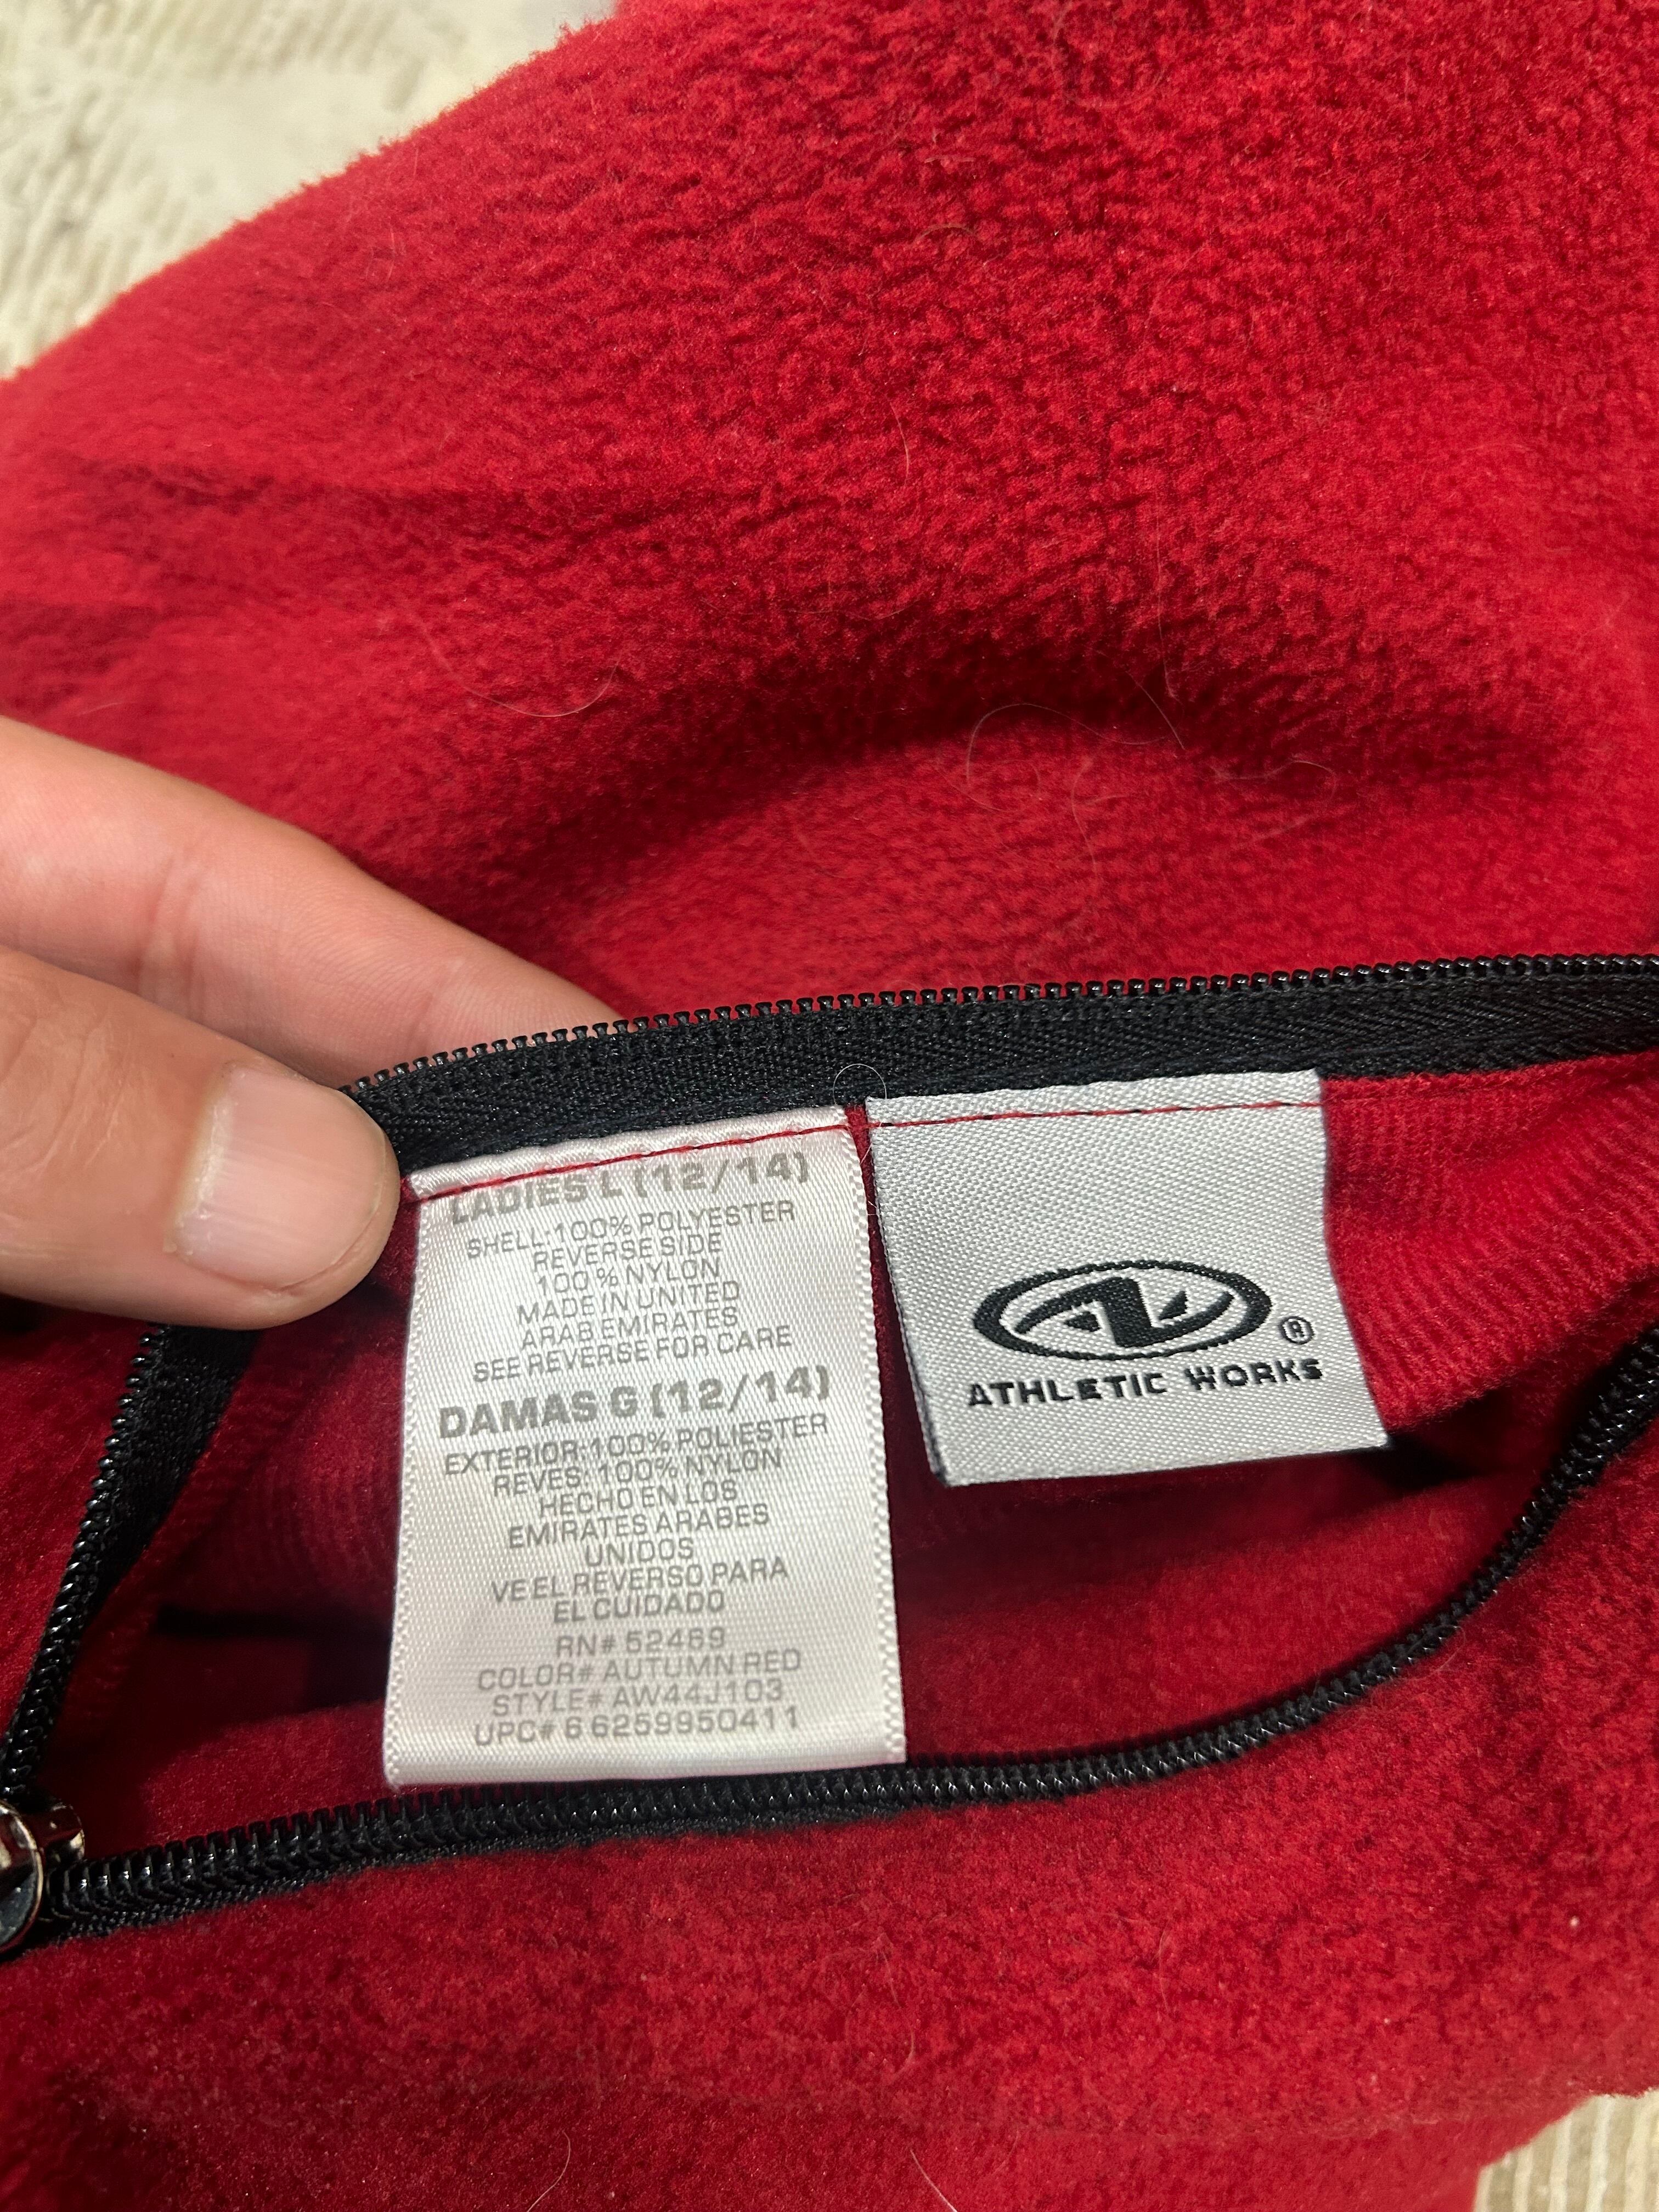 LADIES L (12/14)
SHELL:100% POLYESTER
REVERSE SIDE
100% NYLON
MADE IN UNITED
ARAB EMIRATES
SEE REVERSE FOR CARE
DAMAS G (12/14)
EXTERIOR:100% POLIESTER
REVES: 100% NYLON
HECHO EN LOS
EMIRATES ARABES
UNIDOS
VE EL REVERSO PARA
EL CUIDADO
RN# 52469
COLOR# AUTUMN RED
STYLE# AW44J103
UPC# 6 6259950411
®
ATHLETIC WORKS